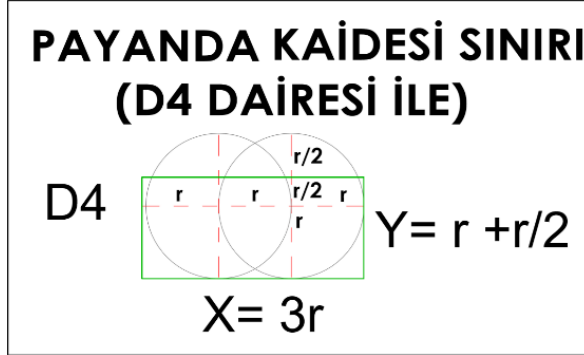 PAYANDA KAİDESİ SINIRI
(D4 DAİRESİ İLE)
r/2
r r r/2 r
D4
r
Y= r +r/2
X= 3r